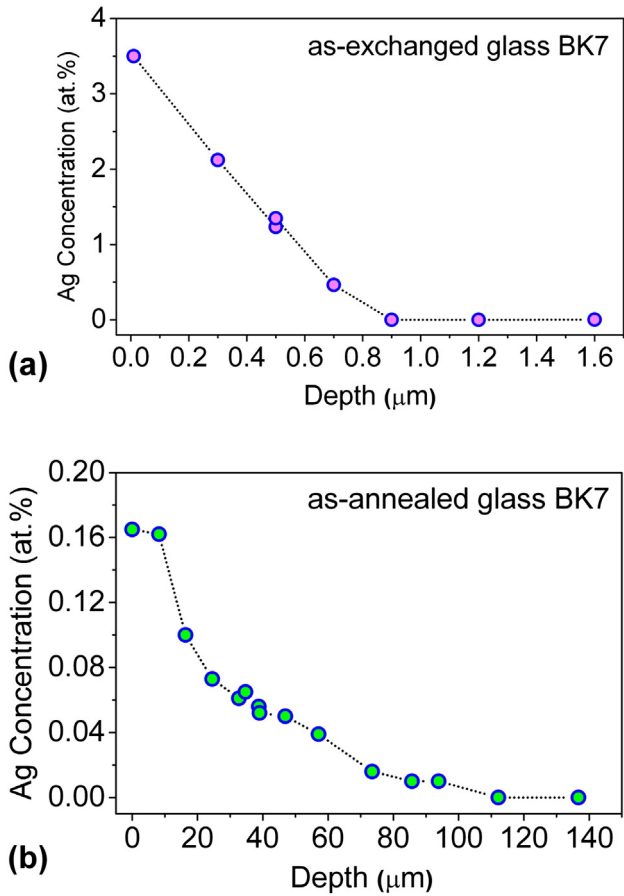 as-exchanged glass BK7
Ag Concentration (at.%)
4
3
2
1
0
0.0 0.2 0.4 0.6 0.8 1.0 1.2 1.4 1.6
Depth (μm)
(a)
as-annealed glass BK7
Ag Concentration (at.%)
0.20
0.16
0.12
0.08
0.04
0.00
0 20 40 60 80 100 120 140
Depth (μm)
(b)